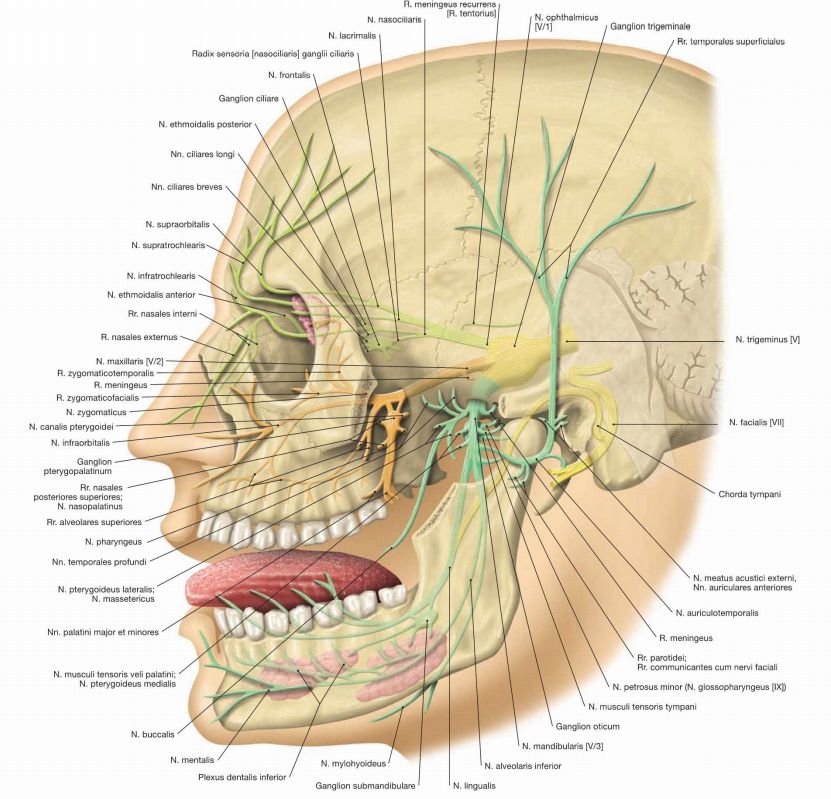 R. meningeus recurrens
[R. tentorius]
N. nasociliaris
N. ophthalmicus
[V/1]
Ganglion trigeminale
N. lacrimalis
Rr. temporales superficiales
Radix sensoria [nasociliaris] ganglii ciliaris
N. frontalis
Ganglion ciliare
N. ethmoidalis posterior
Nn. ciliares longi
Nn. ciliares breves
N. supraorbitalis
N. supratrochlearis
N. infratrochlearis
N. ethmoidalis anterior
Rr. nasales interni
R. nasales externus
N. trigeminus [V]
N. maxillaris [V/2]
R. zygomaticotemporalis
R. meningeus
R. zygomaticofacialis
N. zygomaticus
N. facialis [VII]
N. canalis pterygoidei
N. infraorbitalis
Ganglion
pterygopalatinum
Rr. nasales
posteriores superiores;
N. nasopalatinus
Chorda tympani
Rr. alveolares superiores
N. pharyngeus
Nn. temporales profundi
N. meatus acustici externi,
Nn. auriculares anteriores
N. pterygoideus lateralis;
N. massetericus
N. auriculotemporalis
Nn. palatini major et minores
R. meningeus
Rr. parotidei;
Rr. communicantes cum nervi faciali
N. musculi tensoris veli palatini;
N. pterygoideus medialis
N. petrosus minor (N. glossopharyngeus [IX])
N. musculi tensoris tympani
Ganglion oticum
N. buccalis
N. mandibularis [V/3]
N. mentalis
N. mylohyoideus
N. alveolaris inferior
Plexus dentalis inferior
Ganglion submandibulare
N. lingualis